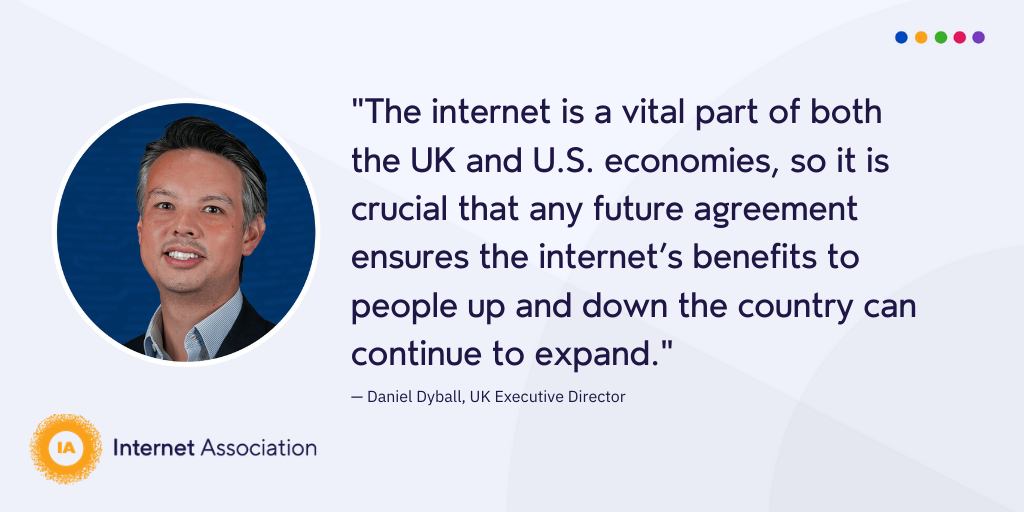 "The internet is a vital part of both
the UK and U.S. economies, so it is
crucial that any future agreement
ensures the internet’s benefits to
people up and down the country can
continue to expand."
— Daniel Dyball, UK Executive Director
IA Internet Association